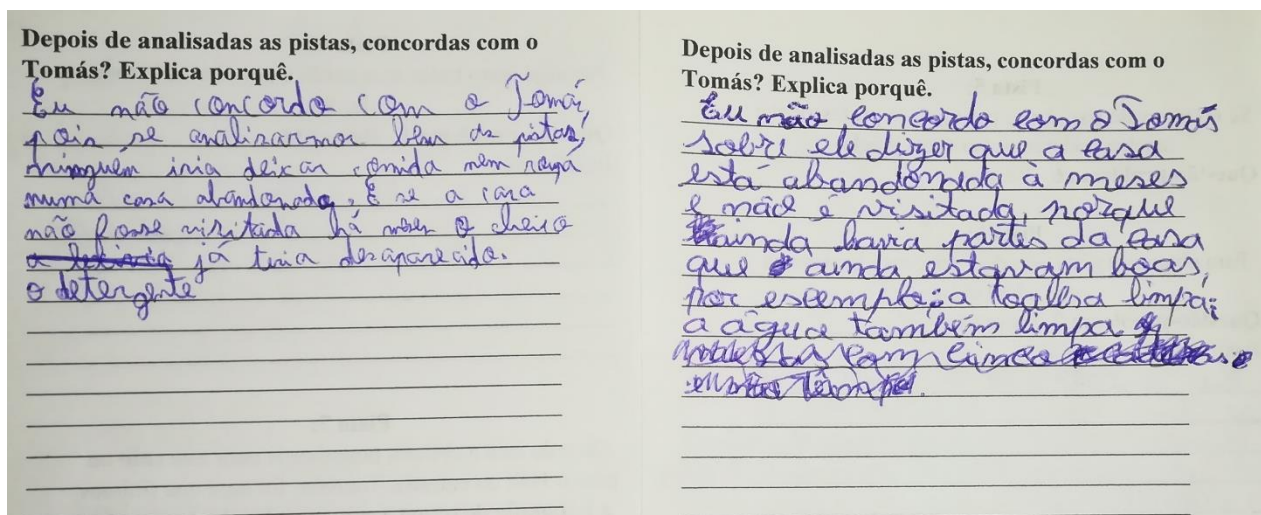 Depois de analisadas as pistas, concordas com o
Tomás? Explica porquê.
Eu não concordo com o Tomás,
pois se analizarmos bem as pistas,
ninguém iria deixar comida nem roupa
numa casa abandonada, E se a casa
não fosse visitada há meses o cheiro
já teria desaparecido.
o detergente
Depois de analisadas as pistas, concordas com o
Tomás? Explica porquê.
Eu não concordo com o Tomás
sobre ele dizer que a casa
está abandonada à meses
e não é visitada, porque
ainda havia partes da casa
que ainda estavam boas,
por escemplo: a toalha limpa;
a água também limpa